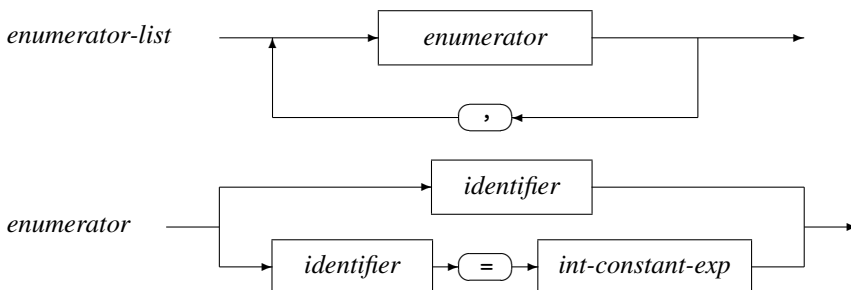 enumerator-list enumerator
,
identifier
enumerator
identifier = int-constant-exp